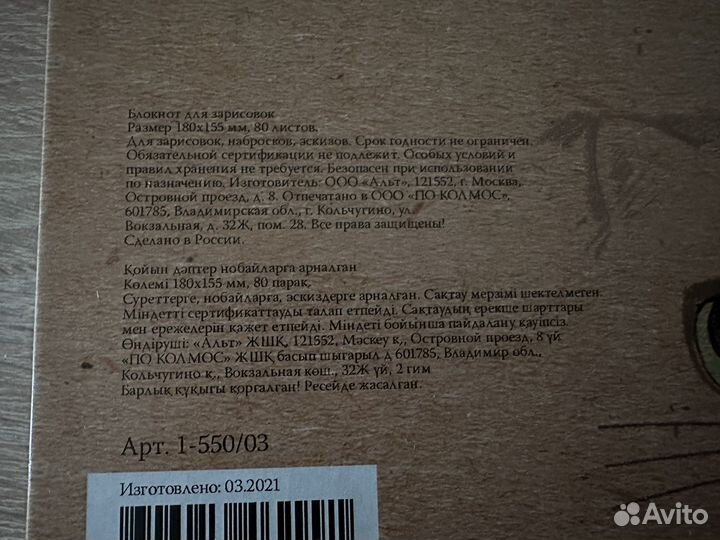 Блокнот для зарисовок
Размер 180х155 мм, 80 листов.
Для зарисовок, набросков, эскизов. Срок годности не ограничен.
Обязательной сертификации не подлежит. Особых условий и
правил хранения не требуется. Безопасен при использовании
по назначению. Изготовитель: ООО «Альт», 121552, г. Москва,
Островной проезд, д. 8. Отпечатано в ООО «ПО КОЛМОС»,
601785, Владимирская обл., г. Кольчугино, ул.
Вокзальная, д. 32Ж, пом. 28. Все права защищены!
Сделано в России.
Қойын дәптер нобайларға арналган
Көлемі 180х155 мм, 80 парақ.
Суреттерге, нобайларға, эскиздерге арналған. Сақтау мерзімі шектелмеген.
Міндетті сертификаттауды талап етпейді. Сақтаудың ерекше шарттары
мен ережелерін қажет етпейді. Міндеті бойынша пайдалану қауіпсіз.
Өндіруші: «Альт» ЖШҚ, 121552, Мәскеу қ., Островной проезд, 8 үй
«ПО КОЛМОС» ЖШҚ басып шығарыл д 601785, Владимир обл.,
Кольчугино қ., Вокзальная көш., 32Ж үй, 2 гим
Барлық құқығы қорғалған! Ресейде жасалған.
Арт. 1-550/03
Изготовлено: 03.2021
Avito